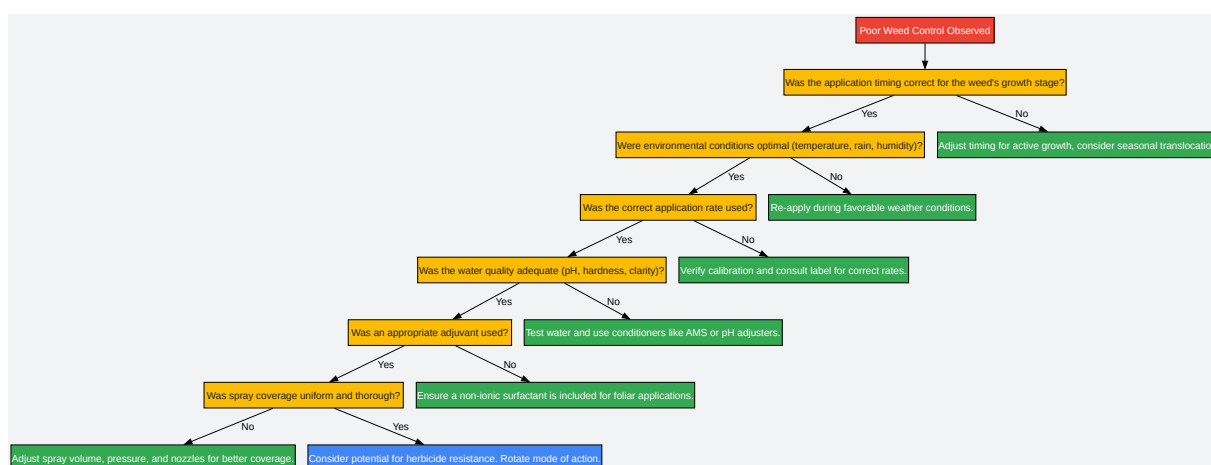 Poor Weed Control Observed
Was the application timing correct for the weed's growth stage?
Yes
No
Were environmental conditions optimal (temperature, rain, humidity)?
Adjust timing for active growth, consider seasonal translocatio
Yes
No
Was the correct application rate used?
Re-apply during favorable weather conditions.
Yes
No
Was the water quality adequate (pH, hardness, clarity)?
Verify calibration and consult label for correct rates.
Yes
No
Was an appropriate adjuvant used?
Test water and use conditioners like AMS or pH adjusters.
Yes
No
Was spray coverage uniform and thorough?
Ensure a non-ionic surfactant is included for foliar applications.
No
Yes
Adjust spray volume, pressure, and nozzles for better coverage.
Consider potential for herbicide resistance. Rotate mode of action.